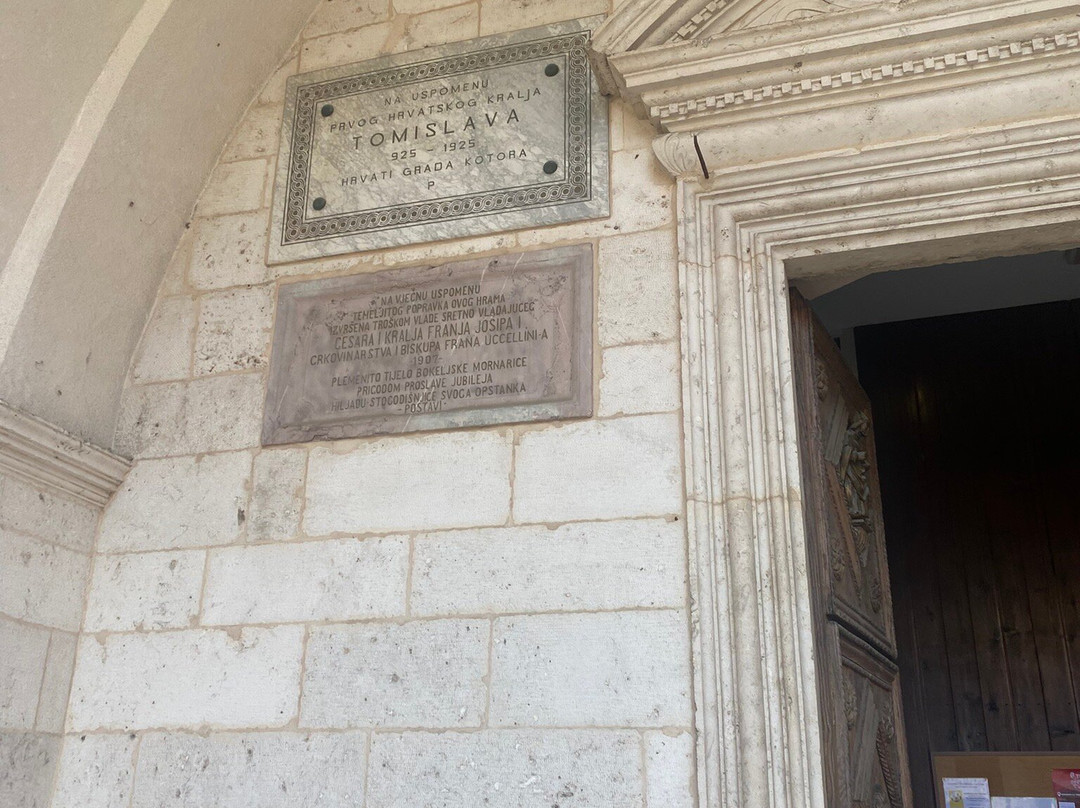 NA USPOMENU
PRVOG HRVATSKOG KRALJA
TOMISLAVA
925 - 1925
HRVATI GRADA KOTORA
P
NA VJEČNU USPOMENU
TEMELJITOG POPRAVKA OVOG HRAMA
IZVRŠENA TROŠKOM VLADE SRETNO VLADAJUĆEG
CESARA I KRALJA FRANJA JOSIPA I
CRKOVINARSTVA I BISKUPA FRANA UCCELLINI-A
1907-
PLEMENITO TIJELO BOKELJSKE MORNARICE
PRIGODOM PROSLAVE JUBILEJA
HILJADU-STOGODIŠNJICE SVOGA OPSTANKA
-POSTAVI-